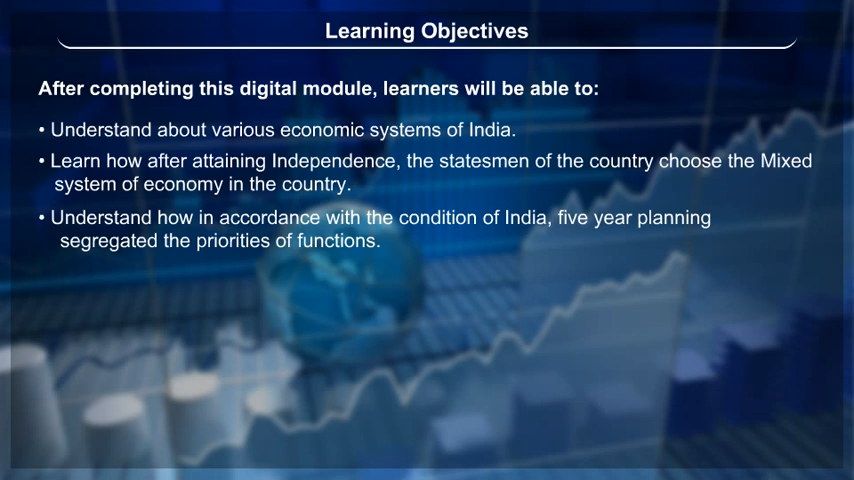 Learning Objectives
After completing this digital module, learners will be able to:
• Understand about various economic systems of India.
• Learn how after attaining Independence, the statesmen of the country choose the Mixed
system of economy in the country.
• Understand how in accordance with the condition of India, five year planning
segregated the priorities of functions.